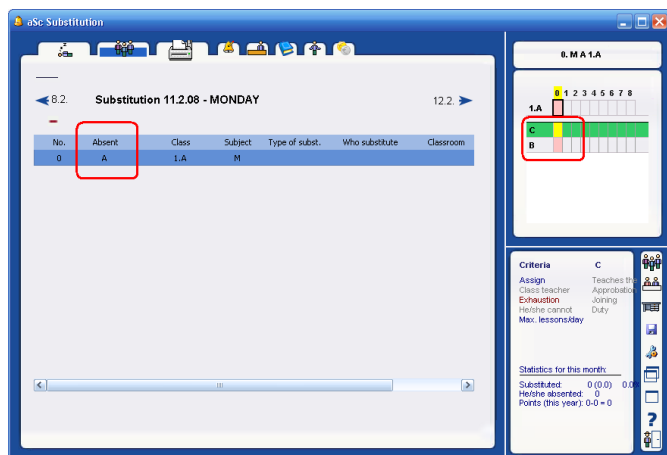 aSc Substitution
8.2.
Substitution 11.2.08 - MONDAY
12.2.
No. Absent Class Subject Type of subst. Who substitute Classroom
0 A 1.A M
0. M A 1.A
0 1 2 3 4 5 6 7 8
1.A
C
B
Criteria C
Assign Teaches the
Class teacher Approbation
Exhaustion Joining
He/she cannot Duty
Max. lessons/day
Statistics for this month:
Substituted: 0 (0.0) 0.0%
He/she absented: 0
Points (this year): 0-0 = 0
?